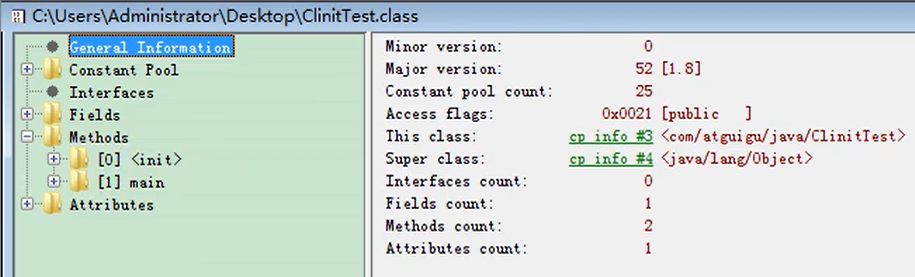 C:\Users\Administrator\Desktop\ClinitTest.class
General Information
Constant Pool
Interfaces
Fields
Methods
[0] <init>
[1] main
Attributes
Minor version: 0
Major version: 52 [1.8]
Constant pool count: 25
Access flags: 0x0021 [public ]
This class: cp info #3 <com/atguigu/java/ClinitTest>
Super class: cp info #4 <java/lang/Object>
Interfaces count: 0
Fields count: 1
Methods count: 2
Attributes count: 1